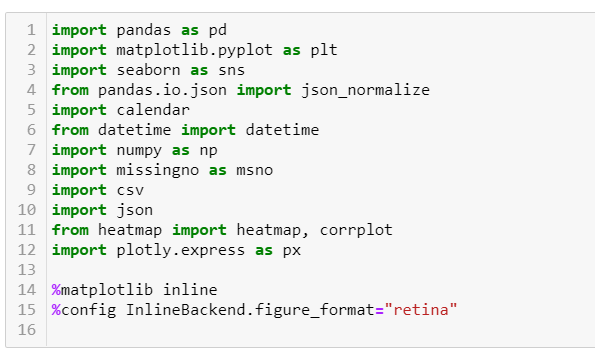 1 import pandas as pd
2 import matplotlib.pyplot as plt
3 import seaborn as sns
4 from pandas.io.json import json_normalize
5 import calendar
6 from datetime import datetime
7 import numpy as np
8 import missingno as msno
9 import csv
10 import json
11 from heatmap import heatmap, corrplot
12 import plotly.express as px
13
14 %matplotlib inline
15 %config InlineBackend.figure_format="retina"
16